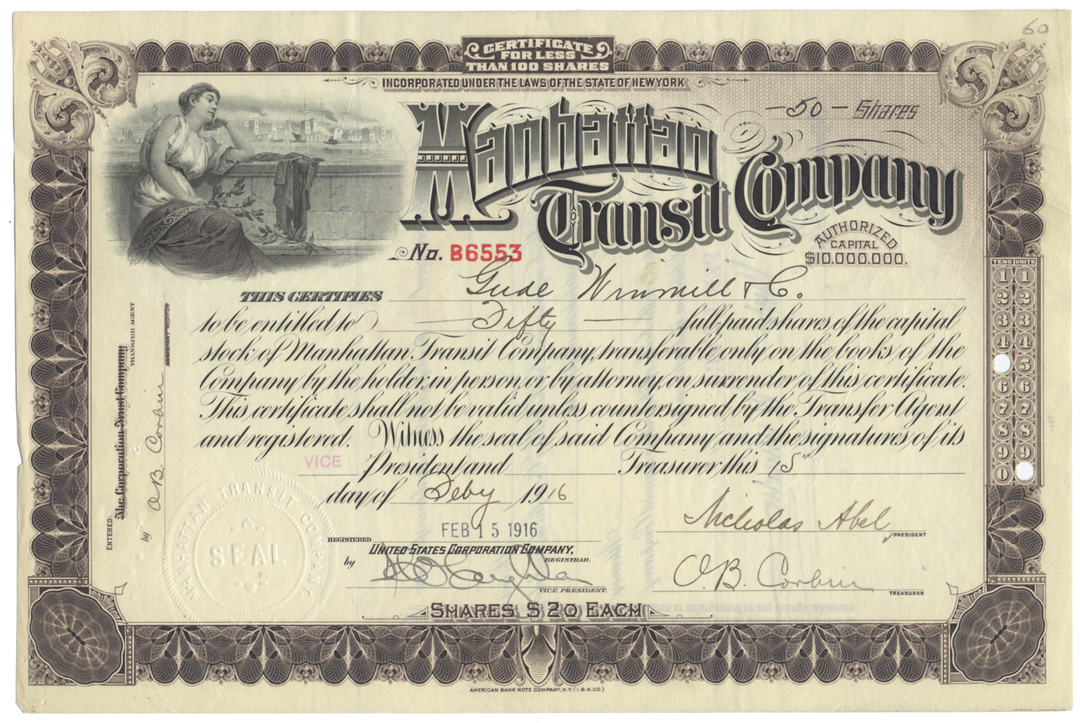 60
CERTIFICATE
FOR LESS
THAN 100 SHARES
INCORPORATED UNDER THE LAWS OF THE STATE OF NEW YORK
Manhattan
Transit Company
—50— Shares
AUTHORIZED
CAPITAL
$10.000.000.
No. B6553
THIS CERTIFIES Gude Winmill & Co.
to be entitled to — Fifty — full-paid shares of the capital
stock of Manhattan Transit Company, transferable only on the books of the
Company by the holder, in person, or by attorney, on surrender of this certificate.
This certificate shall not be valid unless countersigned by the Transfer Agent
and registered. Witness the seal of said Company and the signatures of its
VICE President and Treasurer this 15"
day of Feby 1916
FEB 15 1916
REGISTERED
UNITED STATES CORPORATION COMPANY,
REGISTRAR.
by
VICE PRESIDENT.
Nicholas Abel
PRESIDENT
O.B. Corbin
TREASURER
SHARES $20 EACH
AMERICAN BANK NOTE COMPANY, N.Y. (I.B.N.CO.)
ENTERED:
The Corporation Trust Company
TRANSFER AGENT
by O.B. Corbin
MANHATTAN TRANSIT COMPANY
SEAL
TENS UNITS
1 1
2 2
3 3
4 4
5
6 6
7 7
8 8
9 9
0